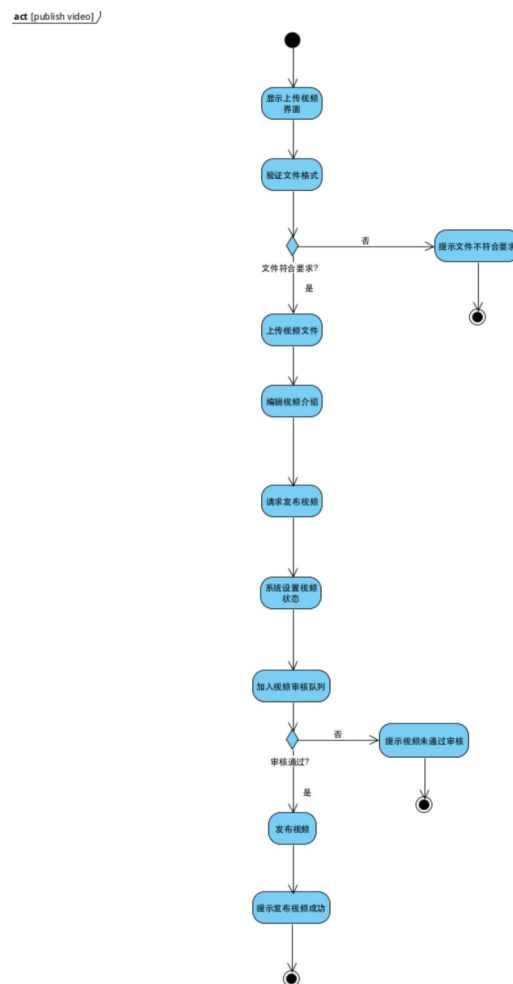 act [publish video]
显示上传视频
界面
验证文件格式
否
提示文件不符合要求
文件符合要求?
是
上传视频文件
编辑视频介绍
请求发布视频
系统设置视频
状态
加入视频审核队列
否
提示视频未通过审核
审核通过?
是
发布视频
提示发布视频成功